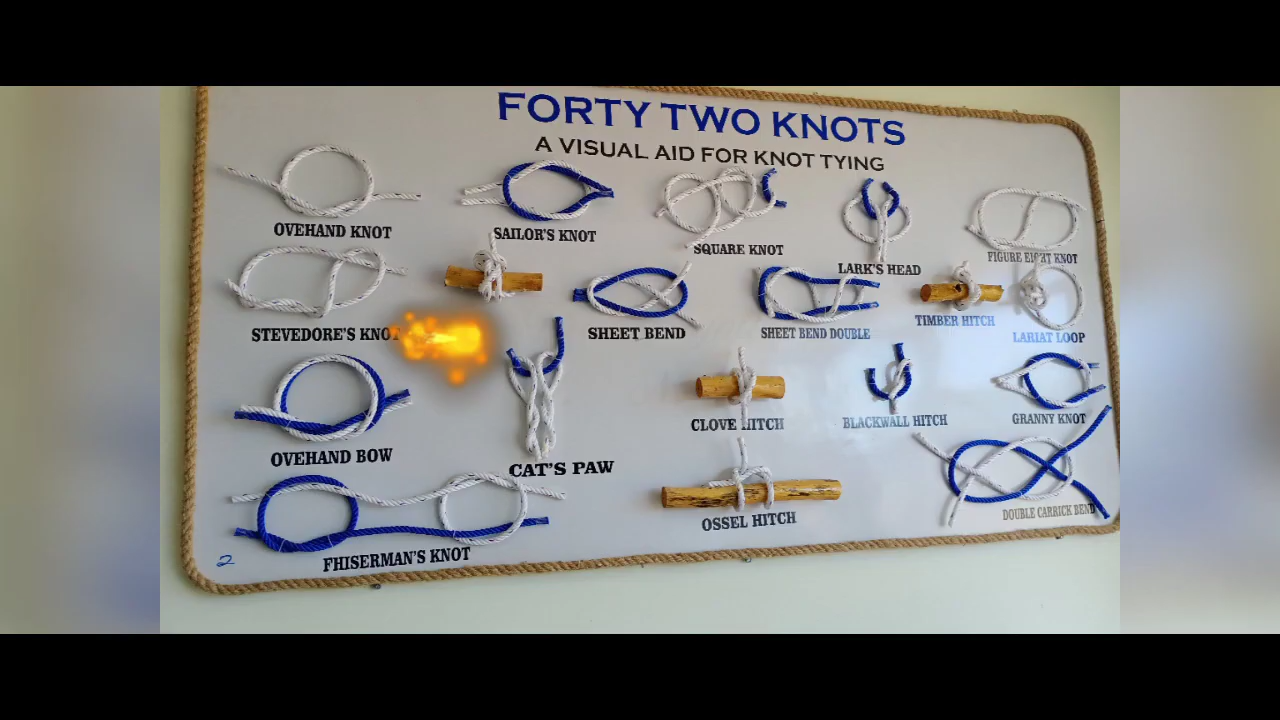 FORTY TWO KNOTS
A VISUAL AID FOR KNOT TYING
OVEHAND KNOT
SAILOR'S KNOT
SQUARE KNOT
LARK'S HEAD
FIGURE EIGHT KNOT
STEVEDORE'S KNOT
SHEET BEND
SHEET BEND DOUBLE
TIMBER HITCH
LARIAT LOOP
OVEHAND BOW
CAT'S PAW
CLOVE HITCH
BLACKWALL HITCH
GRANNY KNOT
FHISERMAN'S KNOT
OSSEL HITCH
DOUBLE CARRICK BEND
2